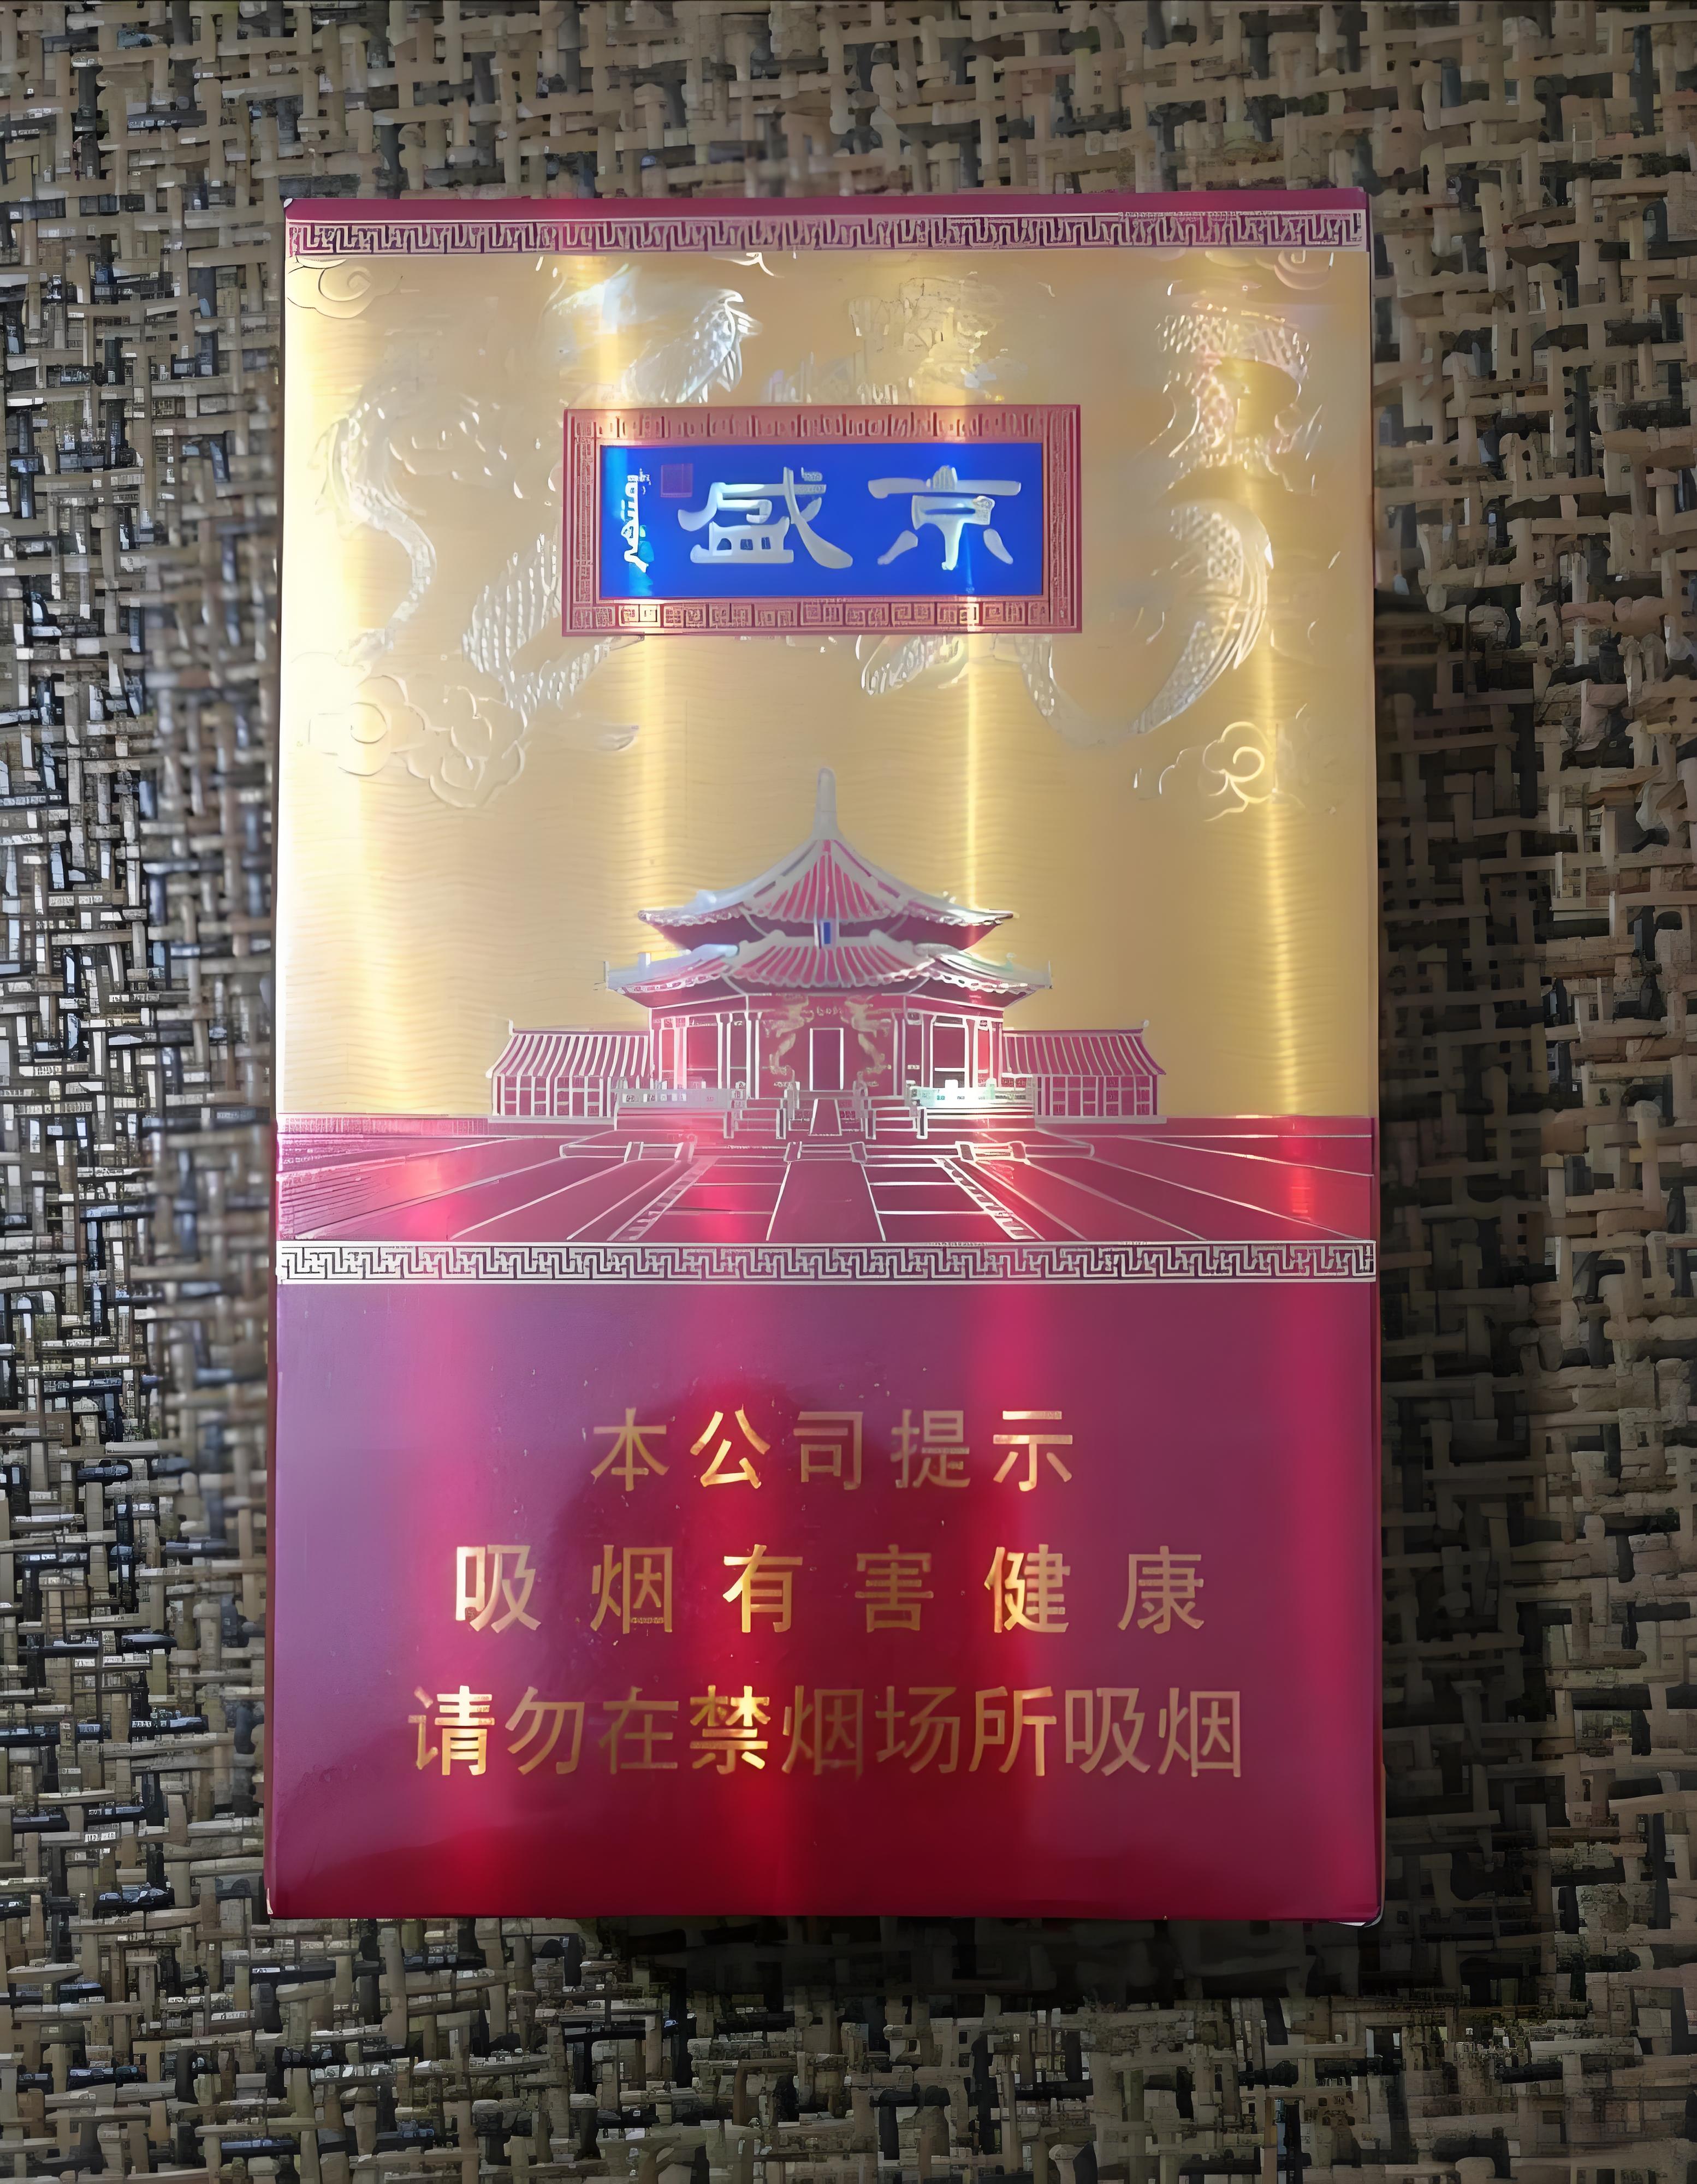 盛京
本公司提示
吸烟有害健康
请勿在禁烟场所吸烟